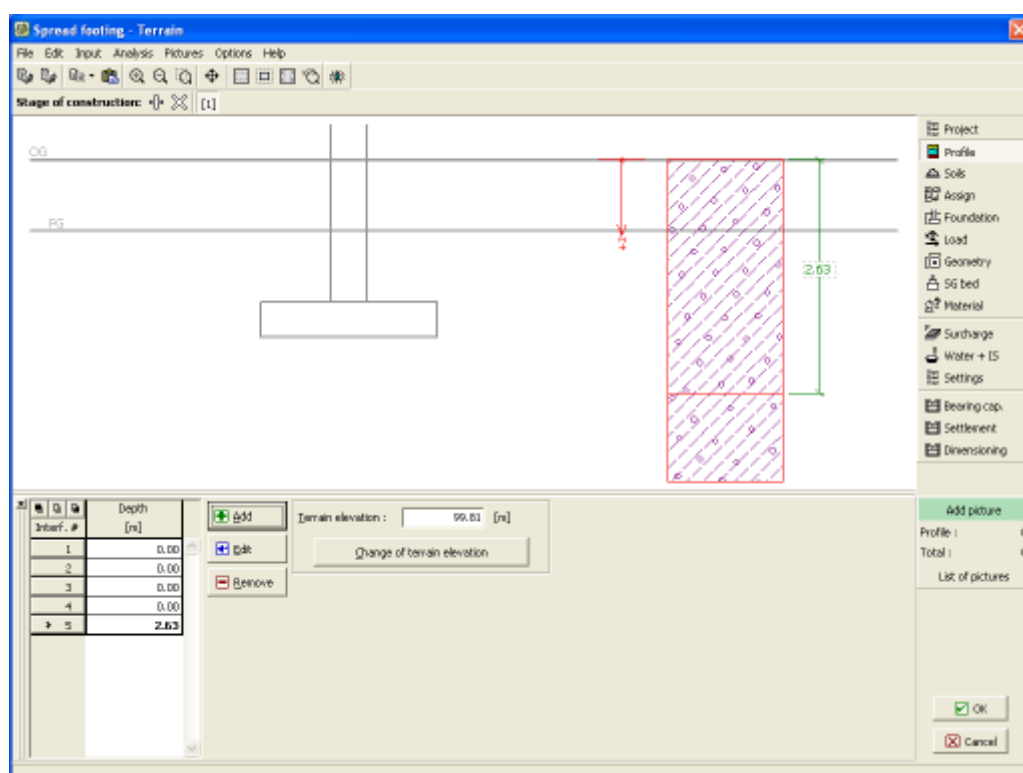 Spread footing - Terrain
File Edit Input Analysis Pictures Options Help
Stage of construction: [1]
OG
FG
+z
2.63
Project
Profile
Soils
Assign
Foundation
Load
Geometry
SG bed
Material
Surcharge
Water + IS
Settings
Bearing cap.
Settlement
Dimensioning
Interf. # Depth [m]
1 0.00
2 0.00
3 0.00
4 0.00
5 2.63
Add
Edit
Remove
Terrain elevation : 99.81 [m]
Change of terrain elevation
Add picture
Profile :
Total :
List of pictures
OK
Cancel